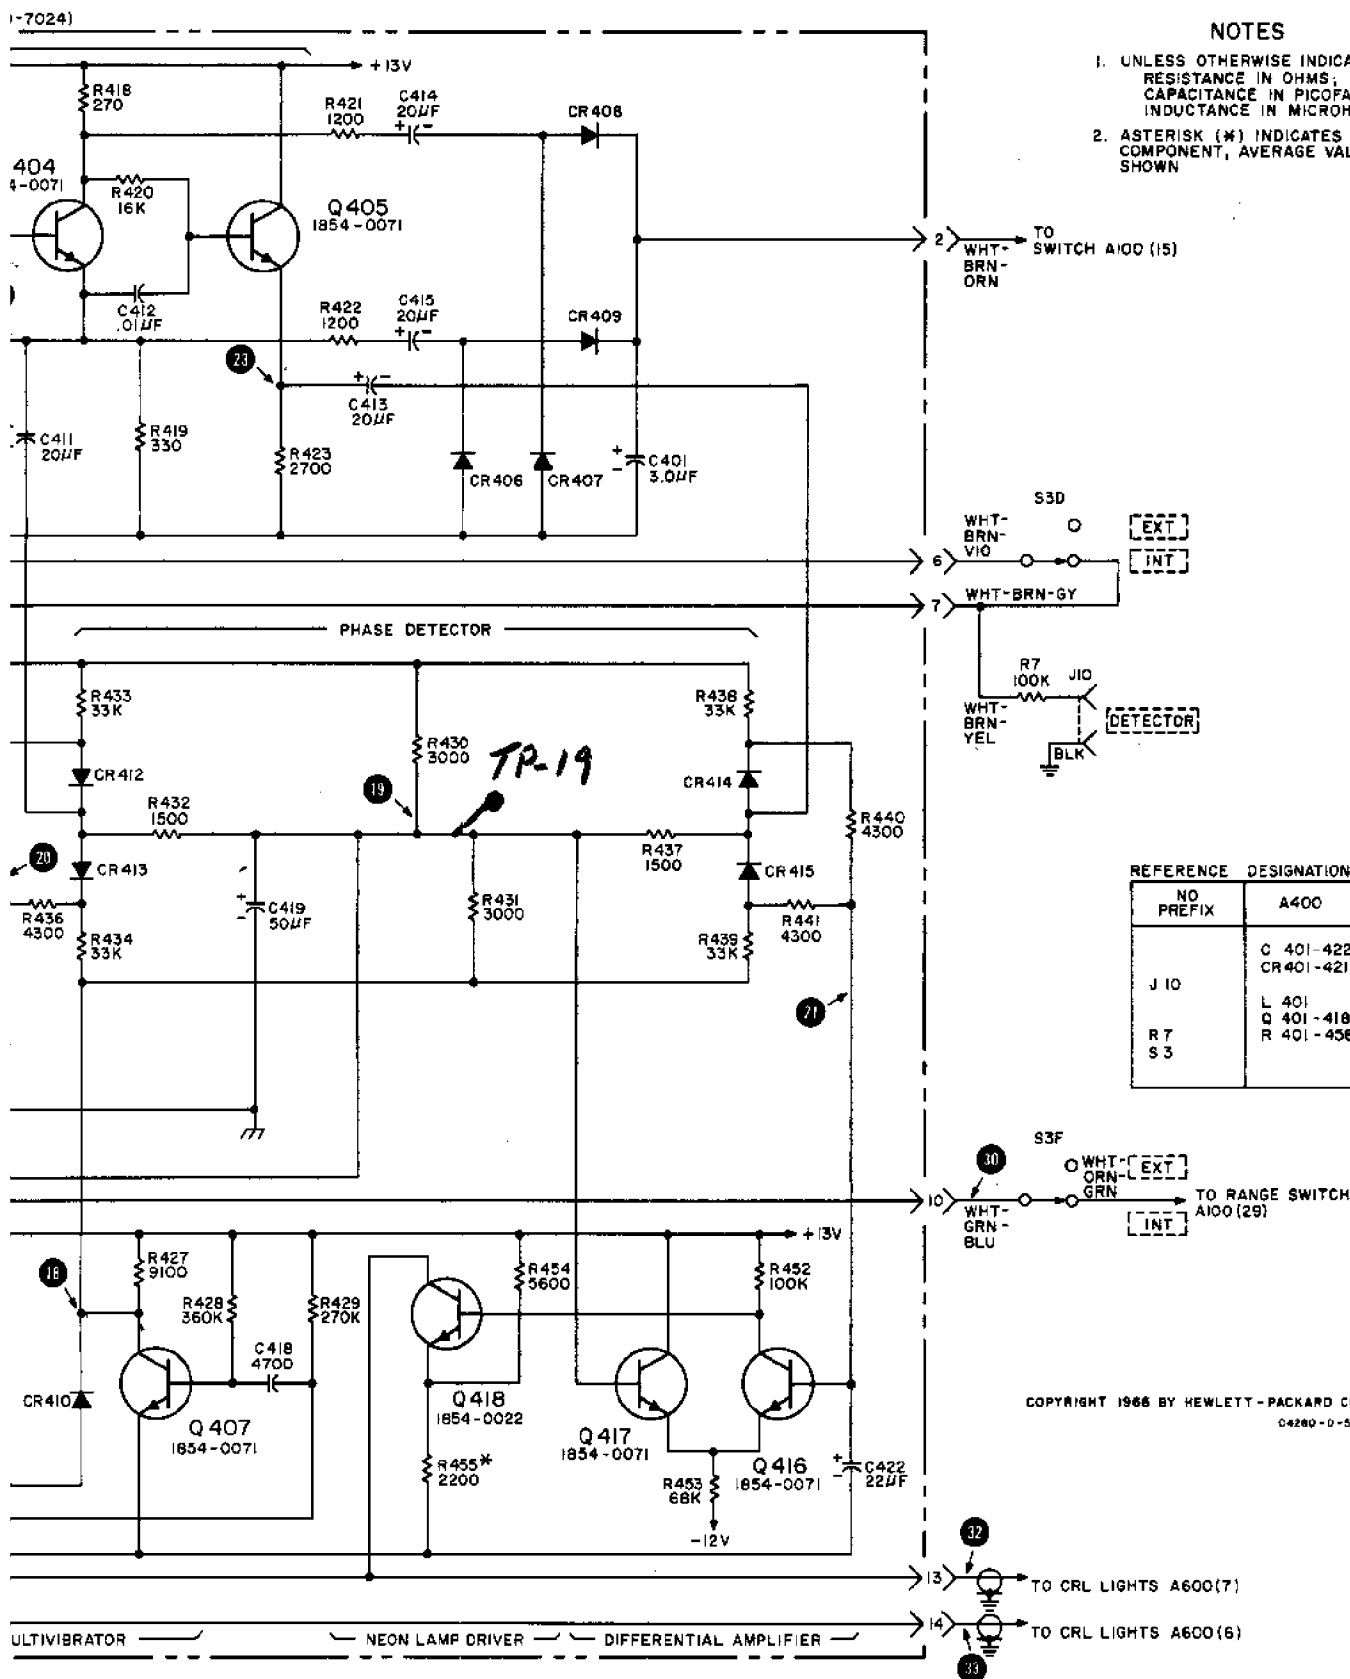 -7024)
NOTES
1. UNLESS OTHERWISE INDICA
RESISTANCE IN OHMS;
CAPACITANCE IN PICOFA
INDUCTANCE IN MICROH
2. ASTERISK (*) INDICATES
COMPONENT, AVERAGE VAL
SHOWN
+13V
R418
270
R421
1200
C414
20µF
CR408
404
4-0071
R420
16K
Q405
1854-0071
2
WHT-
BRN-
ORN
TO
SWITCH A100 (15)
C412
.01µF
R422
1200
C415
20µF
CR409
23
C413
20µF
C411
20µF
R419
330
R423
2700
CR406
CR407
C401
3.0µF
S3D
WHT-
BRN-
VIO
EXT
6
INT
7
WHT-BRN-GY
PHASE DETECTOR
R7
100K
J10
WHT-
BRN-
YEL
DETECTOR
BLK
R433
33K
R430
3000
TP-19
R438
33K
CR412
19
CR414
R432
1500
R440
4300
R437
1500
20
CR413
CR415
R436
4300
C419
50µF
R431
3000
R441
4300
R434
33K
R439
33K
21
REFERENCE DESIGNATION
NO
PREFIX
A400
C 401-422
CR401-421
J 10
L 401
Q 401-418
R 7
R 401-458
S 3
S3F
30
WHT-
ORN-
GRN
EXT
10
WHT-
GRN-
BLU
INT
TO RANGE SWITCH
A100(29)
+13V
18
R427
9100
R428
360K
R429
270K
R454
5600
R452
100K
C418
4700
CR410
Q407
1854-0071
Q418
1854-0022
Q417
1854-0071
Q416
1854-0071
COPYRIGHT 1966 BY HEWLETT-PACKARD C
04260-D-5
R455*
2200
R453
68K
C422
22µF
-12V
32
13
TO CRL LIGHTS A600(7)
14
TO CRL LIGHTS A600(6)
33
ULTIVIBRATOR
NEON LAMP DRIVER
DIFFERENTIAL AMPLIFIER